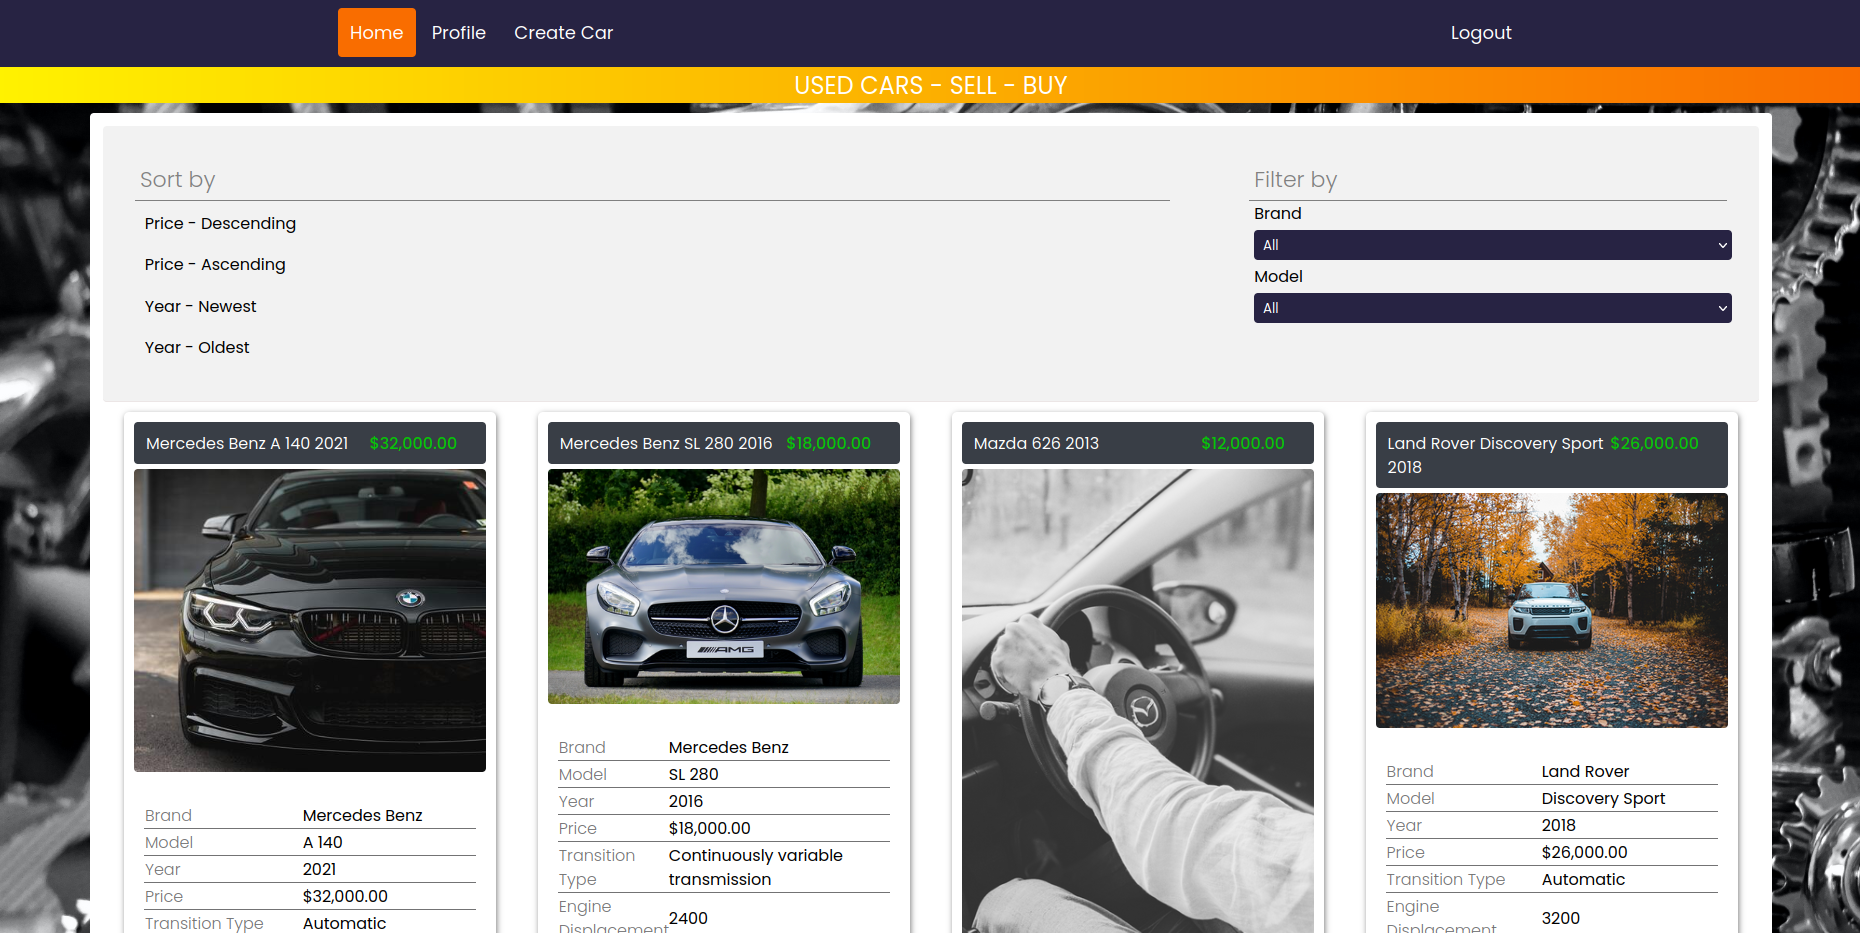 Home Profile Create Car Logout
USED CARS - SELL - BUY
Sort by
Price - Descending
Price - Ascending
Year - Newest
Year - Oldest
Filter by
Brand
All
Model
All
Mercedes Benz A 140 2021 $32,000.00
Brand Mercedes Benz
Model A 140
Year 2021
Price $32,000.00
Transition Type Automatic
Mercedes Benz SL 280 2016 $18,000.00
AMG
Brand Mercedes Benz
Model SL 280
Year 2016
Price $18,000.00
Transition Continuously variable
Type transmission
Engine
Displacement 2400
Mazda 626 2013 $12,000.00
Land Rover Discovery Sport $26,000.00
2018
Brand Land Rover
Model Discovery Sport
Year 2018
Price $26,000.00
Transition Type Automatic
Engine
Displacement 3200